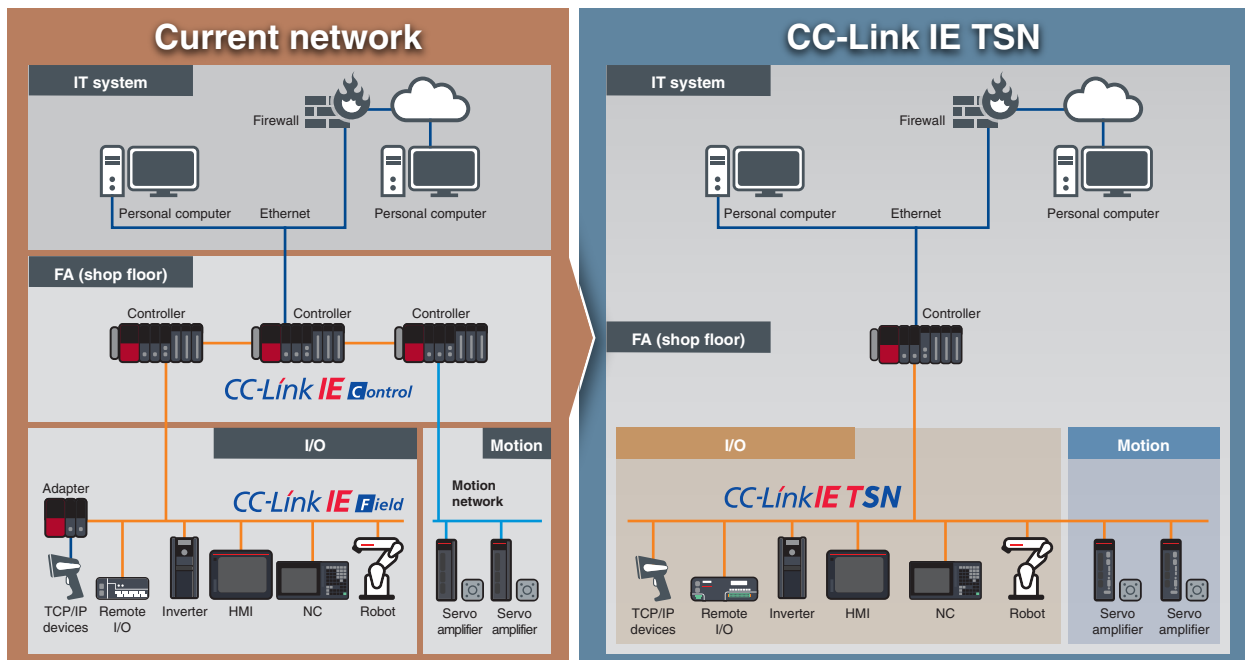 Current network
IT system
Firewall
Personal computer
Ethernet
Personal computer
FA (shop floor)
Controller
Controller
Controller
CC-Link IE Control
I/O
Motion
Adapter
CC-Link IE Field
Motion
network
TCP/IP
devices
Remote
I/O
Inverter
HMI
NC
Robot
Servo
amplifier
Servo
amplifier
CC-Link IE TSN
IT system
Firewall
Personal computer
Ethernet
Personal computer
Controller
FA (shop floor)
I/O
Motion
CC-Link IE TSN
TCP/IP
devices
Remote
I/O
Inverter
HMI
NC
Robot
Servo
amplifier
Servo
amplifier